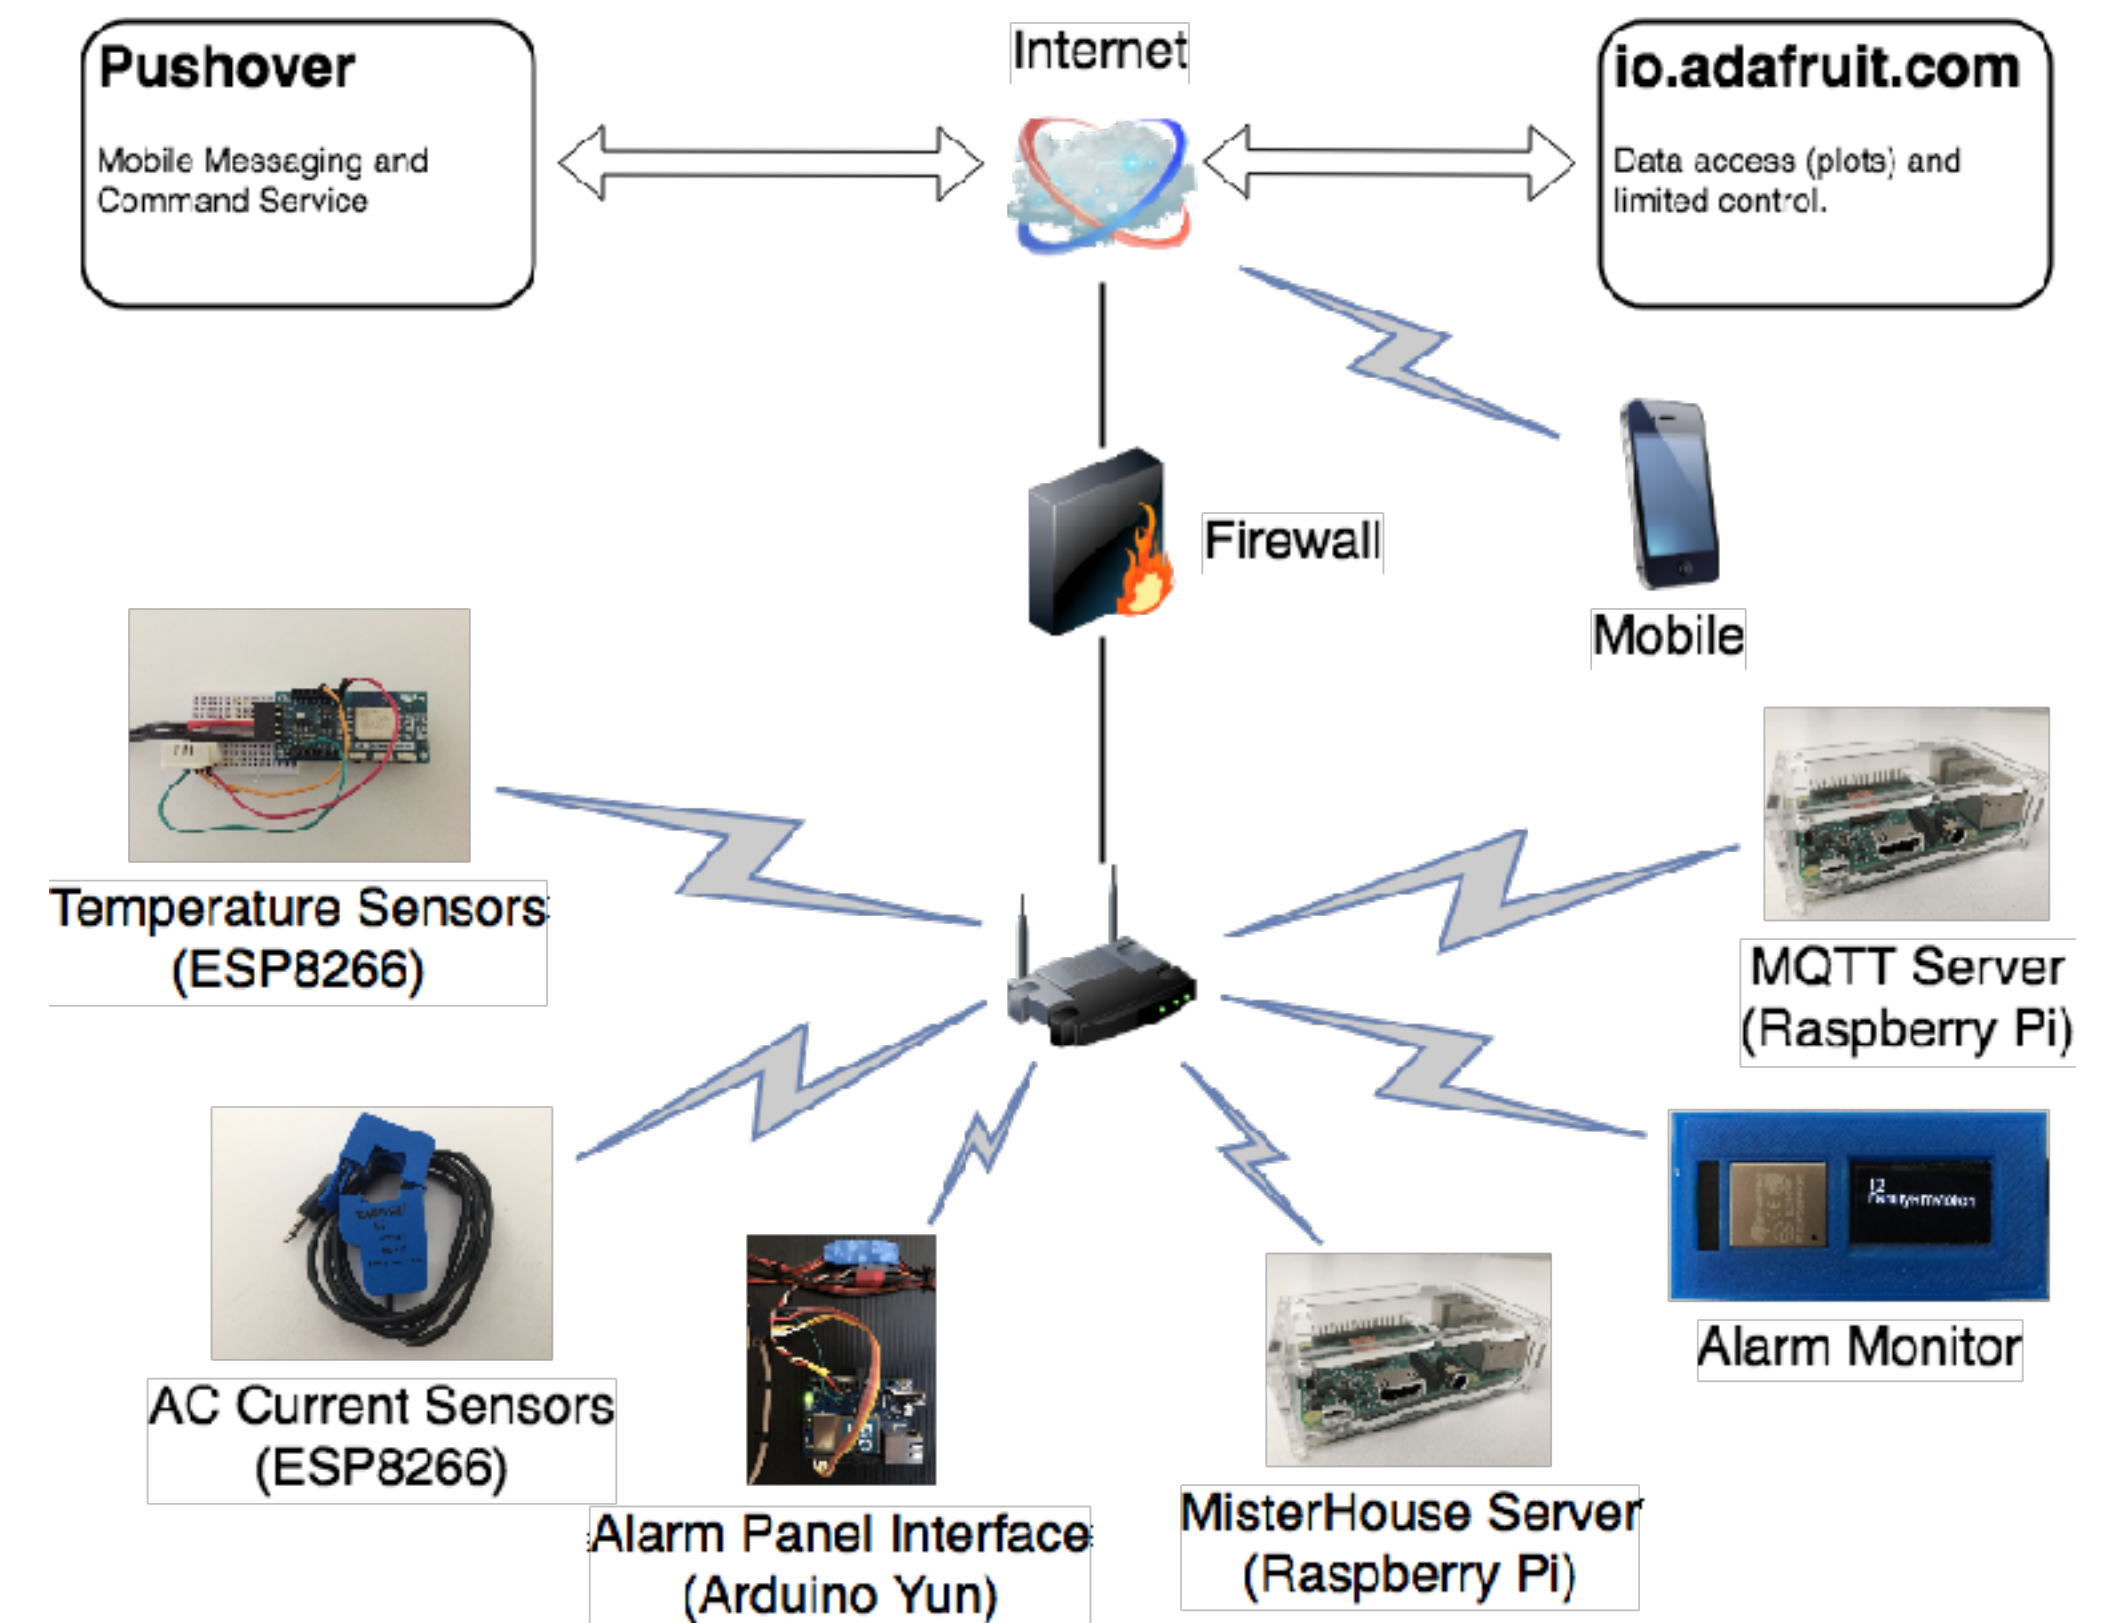 Pushover
Mobile Messaging and
Command Service
Internet
io.adafruit.com
Data access (plots) and
limited control.
Firewall
Mobile
Temperature Sensors
(ESP8266)
MQTT Server
(Raspberry Pi)
AC Current Sensors
(ESP8266)
Alarm Monitor
Alarm Panel Interface
(Arduino Yun)
MisterHouse Server
(Raspberry Pi)